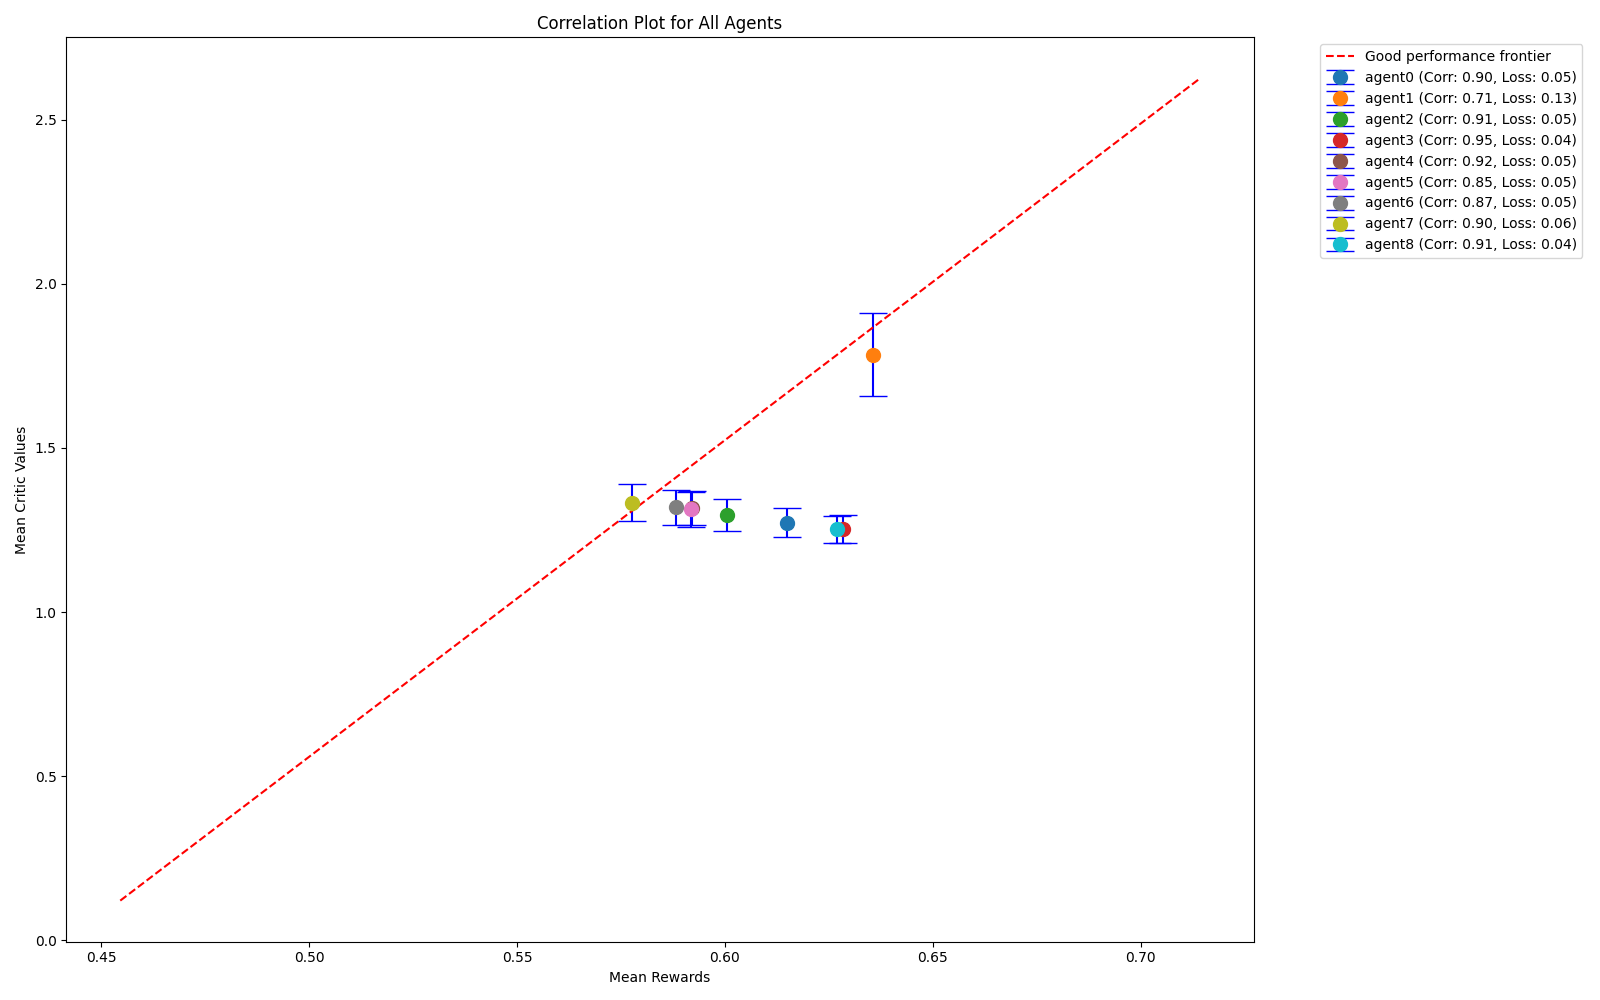 Correlation Plot for All Agents
Good performance frontier
agent0 (Corr: 0.90, Loss: 0.05)
agent1 (Corr: 0.71, Loss: 0.13)
agent2 (Corr: 0.91, Loss: 0.05)
agent3 (Corr: 0.95, Loss: 0.04)
agent4 (Corr: 0.92, Loss: 0.05)
agent5 (Corr: 0.85, Loss: 0.05)
agent6 (Corr: 0.87, Loss: 0.05)
agent7 (Corr: 0.90, Loss: 0.06)
agent8 (Corr: 0.91, Loss: 0.04)
Mean Critic Values
2.5
2.0
1.5
1.0
0.5
0.0
0.45 0.50 0.55 0.60 0.65 0.70
Mean Rewards